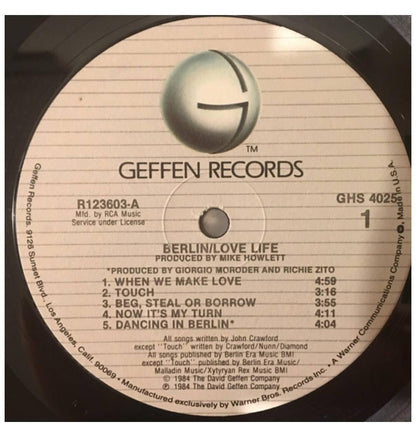 TM
GEFFEN RECORDS
R123603-A
Mfd. by RCA Music
Service under License
GHS 4025
1
BERLIN/LOVE LIFE
PRODUCED BY MIKE HOWLETT
*PRODUCED BY GIORGIO MORODER AND RICHIE ZITO
1. WHEN WE MAKE LOVE 4:59
2. TOUCH 3:16
3. BEG, STEAL OR BORROW 3:55
4. NOW IT'S MY TURN 4:11
5. DANCING IN BERLIN* 4:04
All songs written by John Crawford
except "Touch" written by Crawford/Nunn/Diamond
All songs published by Berlin Era Music BMI
except "Touch" published by Berlin Era Music/
Malladin Music/Xytyryan Rex Music BMI
© 1984 The David Geffen Company
℗ 1984 The David Geffen Company
Geffen Records, 9126 Sunset Blvd., Los Angeles, Calif. 90069 • Manufactured exclusively by Warner Bros. Records Inc. • A Warner Communications Company • Made in U.S.A.